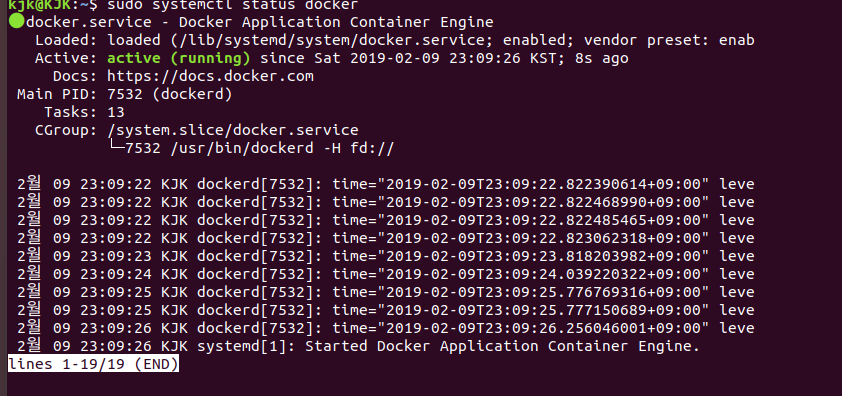 kjk@KJK:~$ sudo systemctl status docker
●docker.service - Docker Application Container Engine
   Loaded: loaded (/lib/systemd/system/docker.service; enabled; vendor preset: enab
   Active: active (running) since Sat 2019-02-09 23:09:26 KST; 8s ago
     Docs: https://docs.docker.com
 Main PID: 7532 (dockerd)
    Tasks: 13
   CGroup: /system.slice/docker.service
           └─7532 /usr/bin/dockerd -H fd://

 2월 09 23:09:22 KJK dockerd[7532]: time="2019-02-09T23:09:22.822390614+09:00" leve
 2월 09 23:09:22 KJK dockerd[7532]: time="2019-02-09T23:09:22.822468990+09:00" leve
 2월 09 23:09:22 KJK dockerd[7532]: time="2019-02-09T23:09:22.822485465+09:00" leve
 2월 09 23:09:22 KJK dockerd[7532]: time="2019-02-09T23:09:22.823062318+09:00" leve
 2월 09 23:09:23 KJK dockerd[7532]: time="2019-02-09T23:09:23.818203982+09:00" leve
 2월 09 23:09:24 KJK dockerd[7532]: time="2019-02-09T23:09:24.039220322+09:00" leve
 2월 09 23:09:25 KJK dockerd[7532]: time="2019-02-09T23:09:25.776769316+09:00" leve
 2월 09 23:09:25 KJK dockerd[7532]: time="2019-02-09T23:09:25.777150689+09:00" leve
 2월 09 23:09:26 KJK dockerd[7532]: time="2019-02-09T23:09:26.256046001+09:00" leve
 2월 09 23:09:26 KJK systemd[1]: Started Docker Application Container Engine.
lines 1-19/19 (END)